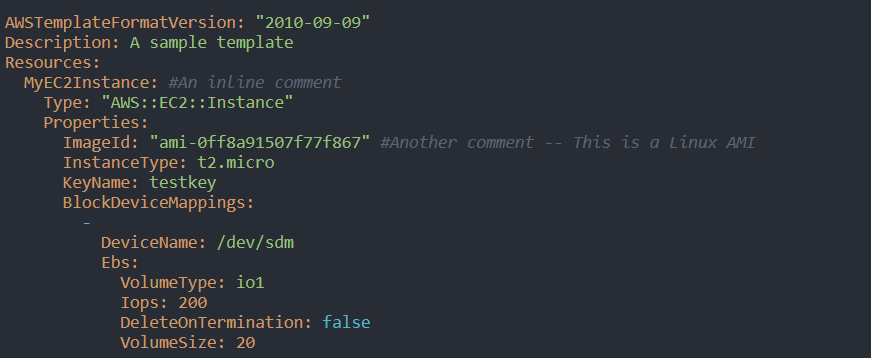 AWSTemplateFormatVersion: "2010-09-09"
Description: A sample template
Resources:
  MyEC2Instance: #An inline comment
    Type: "AWS::EC2::Instance"
    Properties:
      ImageId: "ami-0ff8a91507f77f867" #Another comment -- This is a Linux AMI
      InstanceType: t2.micro
      KeyName: testkey
      BlockDeviceMappings:
        -
          DeviceName: /dev/sdm
          Ebs:
            VolumeType: io1
            Iops: 200
            DeleteOnTermination: false
            VolumeSize: 20